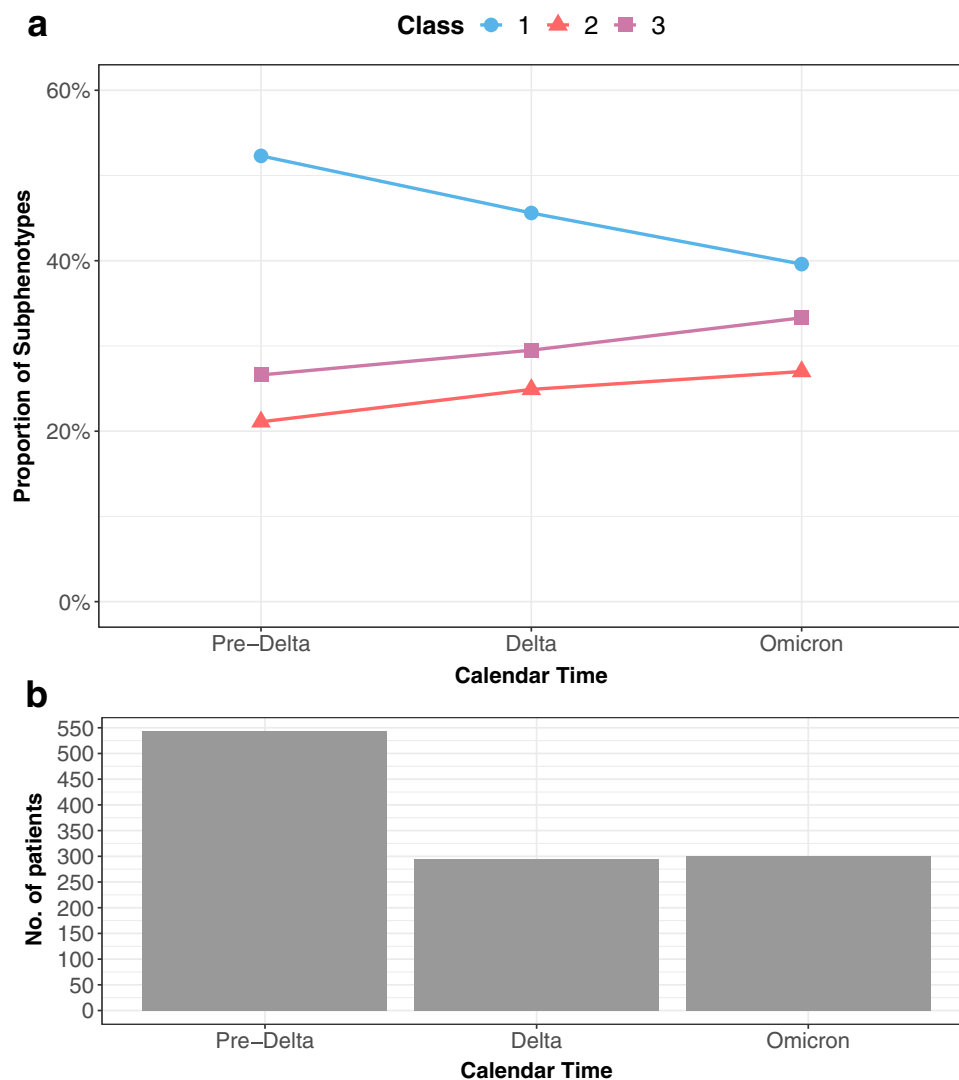 a
Class 1 2 3
Proportion of Subphenotypes
60%
40%
20%
0%
Pre−Delta Delta Omicron
Calendar Time
b
No. of patients
550
500
450
400
350
300
250
200
150
100
50
0
Pre−Delta Delta Omicron
Calendar Time